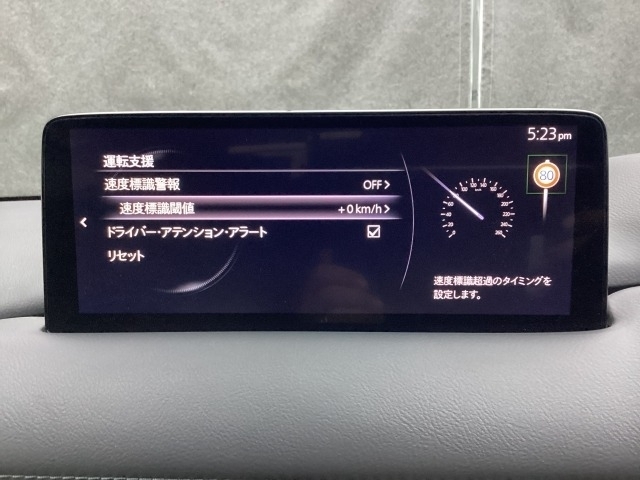 5:23pm
運転支援
速度標識警報 OFF
速度標識閾値 +0km/h
ドライバー・アテンション・アラート
リセット
80
速度標識超過のタイミングを
設定します。